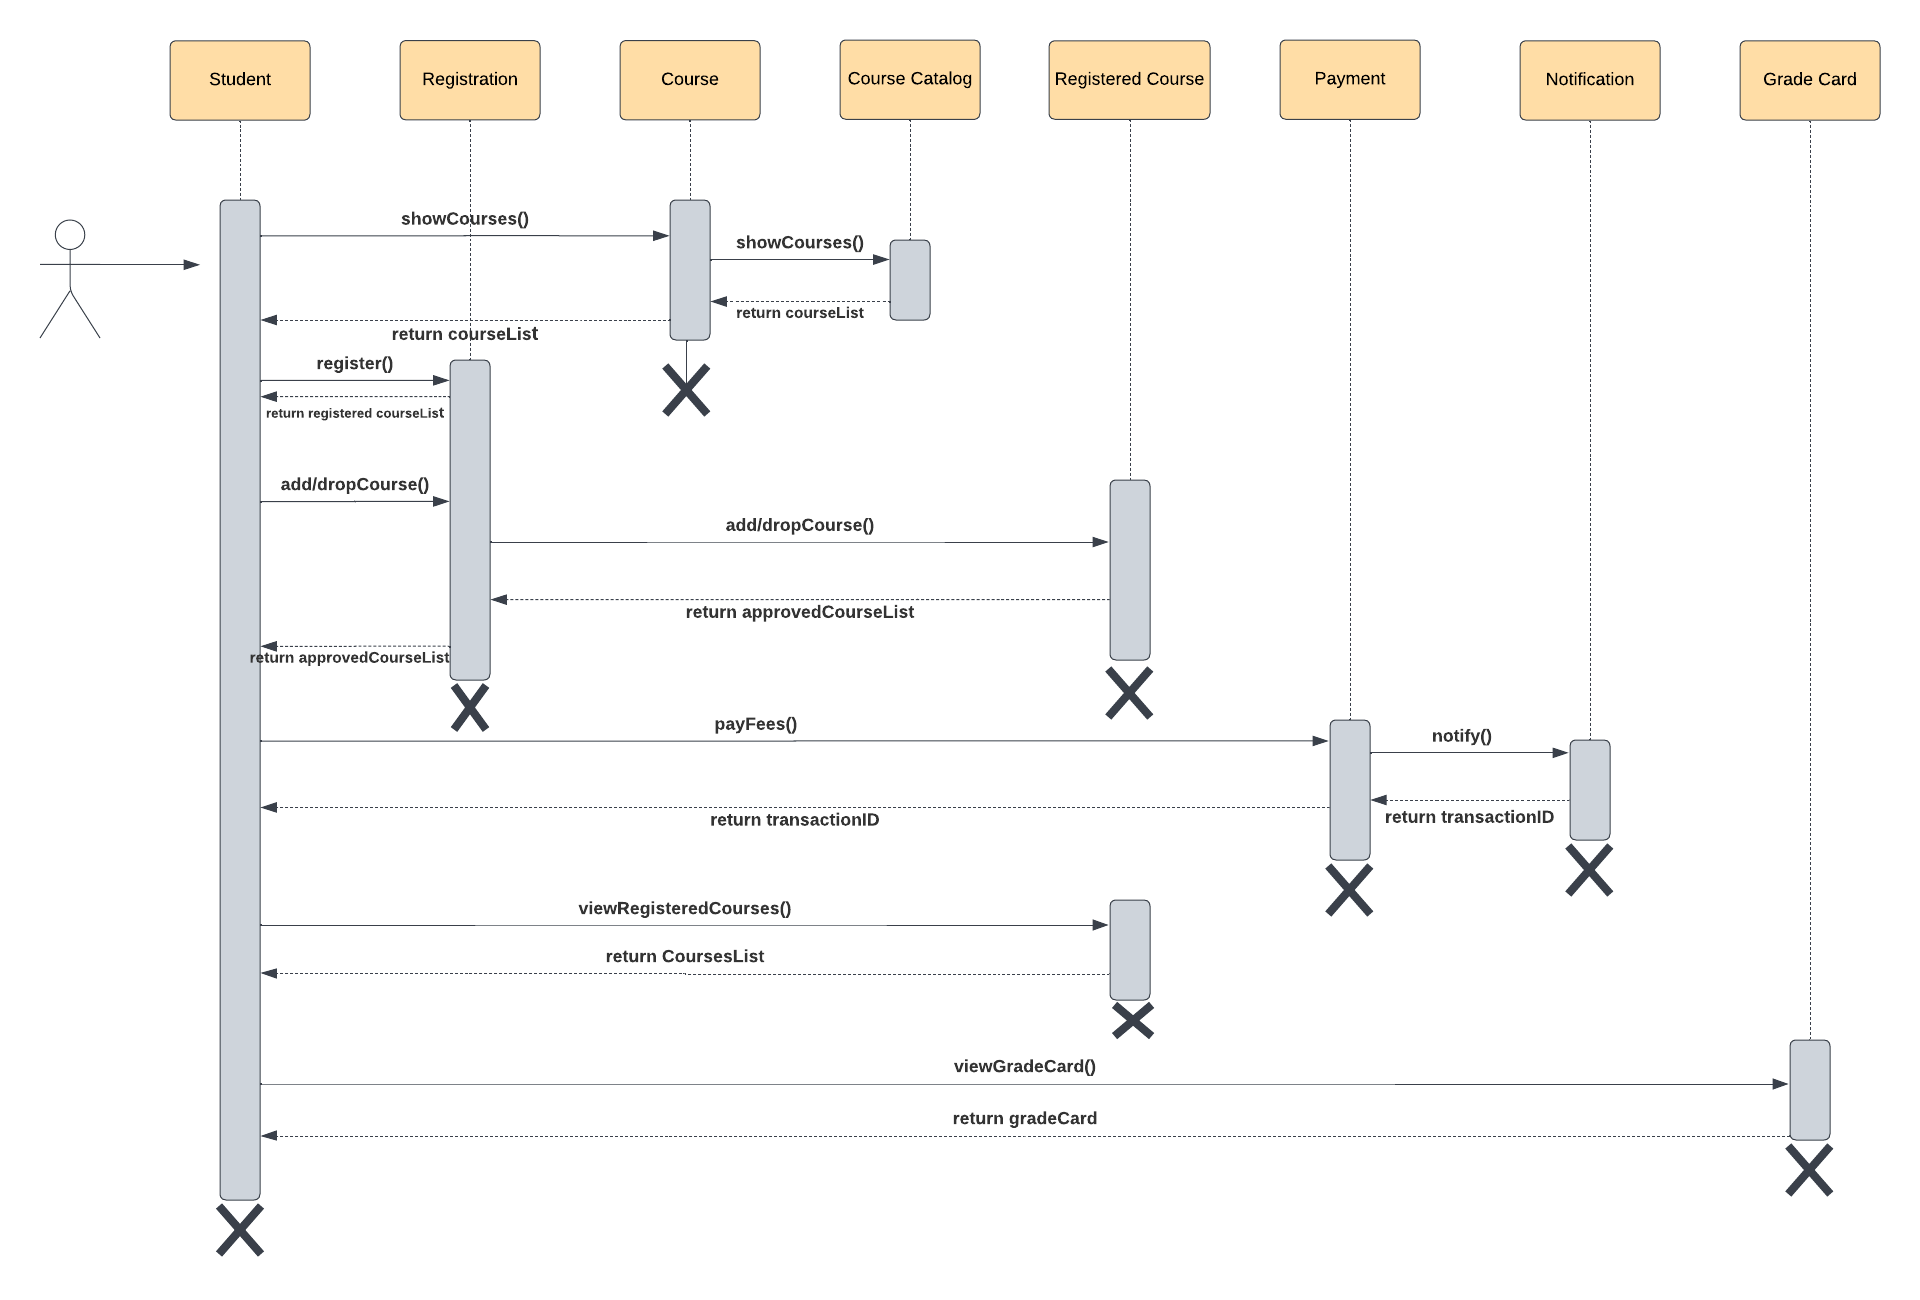 Student
Registration
Course
Course Catalog
Registered Course
Payment
Notification
Grade Card
showCourses()
showCourses()
return courseList
return courseList
register()
return registered courseList
add/dropCourse()
add/dropCourse()
return approvedCourseList
return approvedCourseList
payFees()
notify()
return transactionID
return transactionID
viewRegisteredCourses()
return CoursesList
viewGradeCard()
return gradeCard